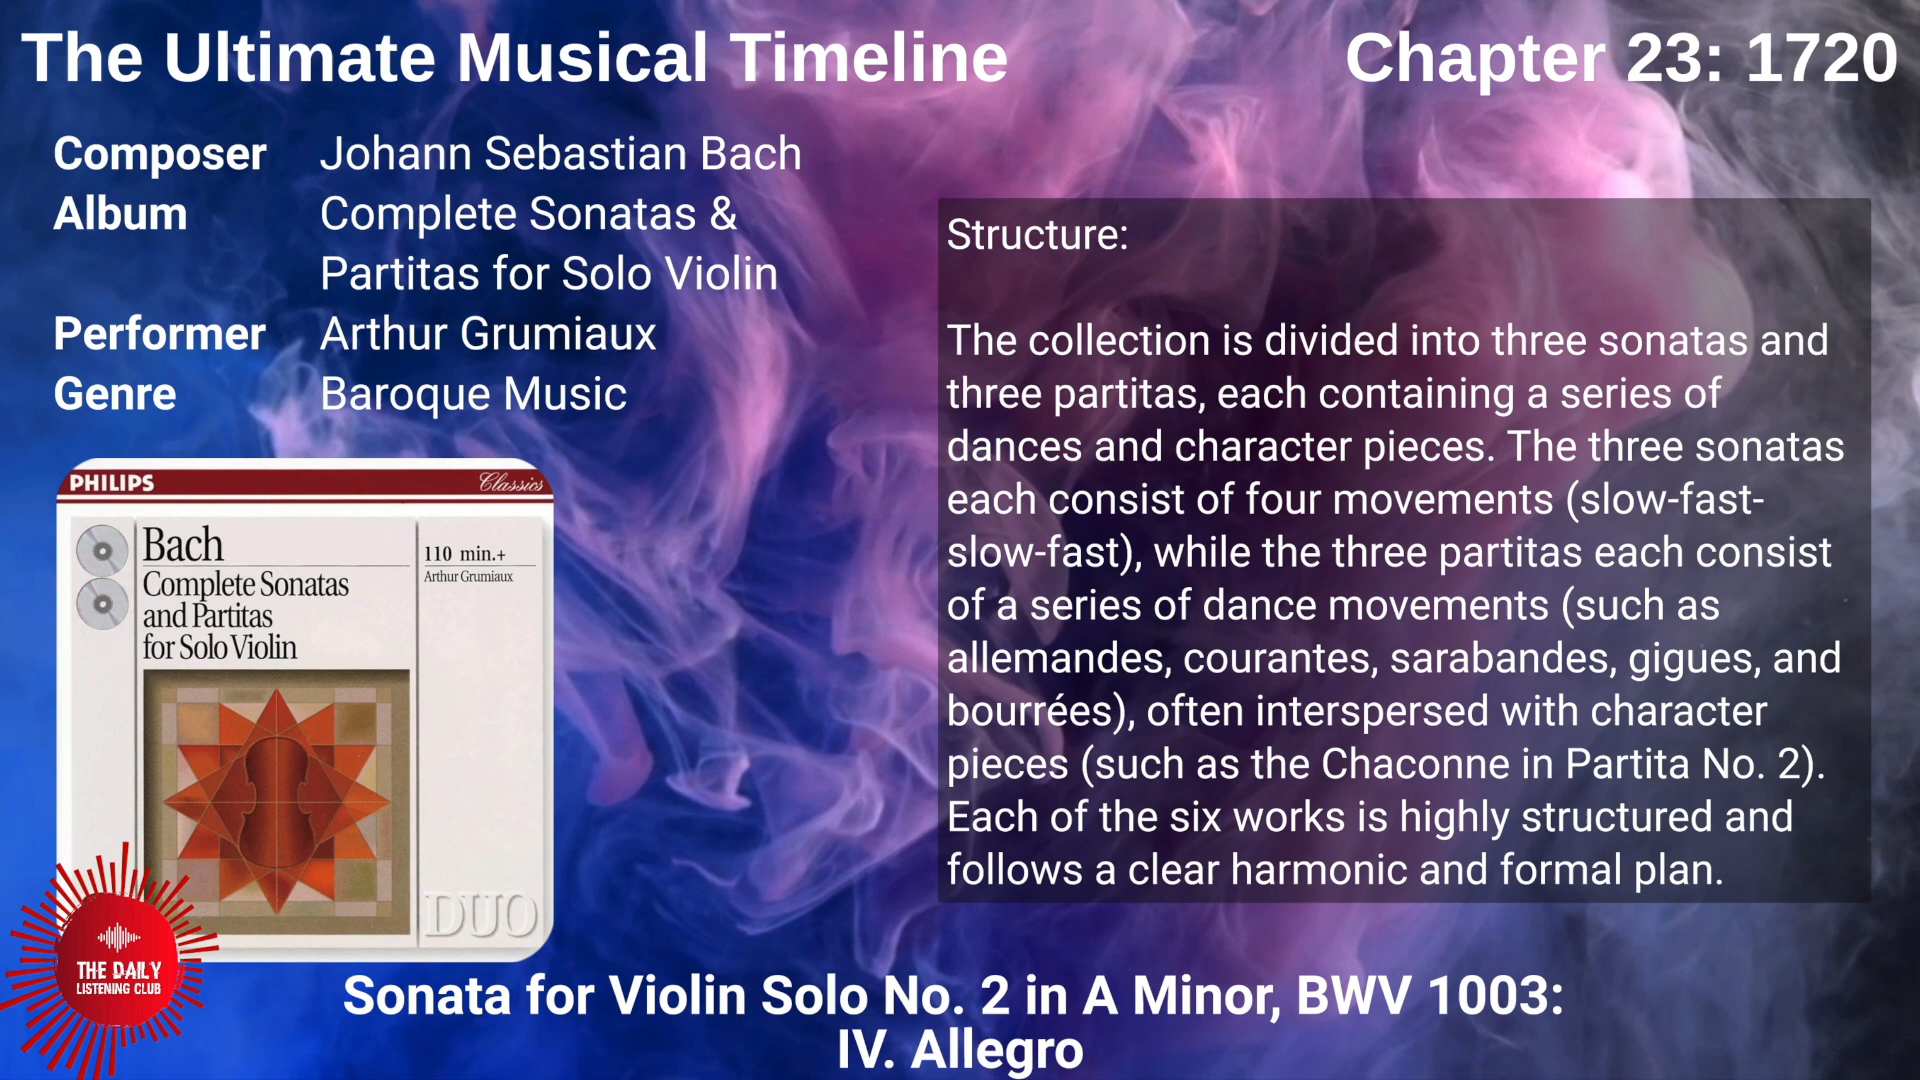 The Ultimate Musical Timeline
Chapter 23: 1720
Composer Johann Sebastian Bach
Album Complete Sonatas &
Partitas for Solo Violin
Performer Arthur Grumiaux
Genre Baroque Music
Structure:
The collection is divided into three sonatas and
three partitas, each containing a series of
dances and character pieces. The three sonatas
each consist of four movements (slow-fast-
slow-fast), while the three partitas each consist
of a series of dance movements (such as
allemandes, courantes, sarabandes, gigues, and
bourrées), often interspersed with character
pieces (such as the Chaconne in Partita No. 2).
Each of the six works is highly structured and
follows a clear harmonic and formal plan.
PHILIPS Classics
Bach
Complete Sonatas
and Partitas
for Solo Violin
110 min.+
Arthur Grumiaux
DUO
THE DAILY
LISTENING CLUB
Sonata for Violin Solo No. 2 in A Minor, BWV 1003:
IV. Allegro